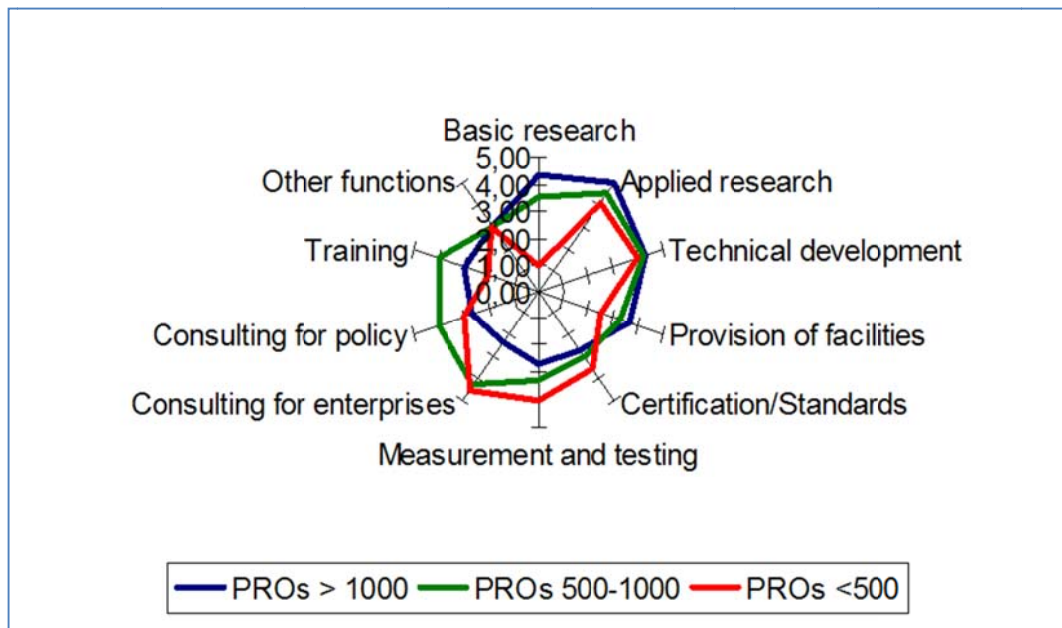 Basic research
5,00
4,00
3,00
2,00
1,00
0,00
Other functions
Applied research
Training
Technical development
Consulting for policy
Provision of facilities
Consulting for enterprises
Certification/Standards
Measurement and testing
PROs > 1000
PROs 500-1000
PROs <500